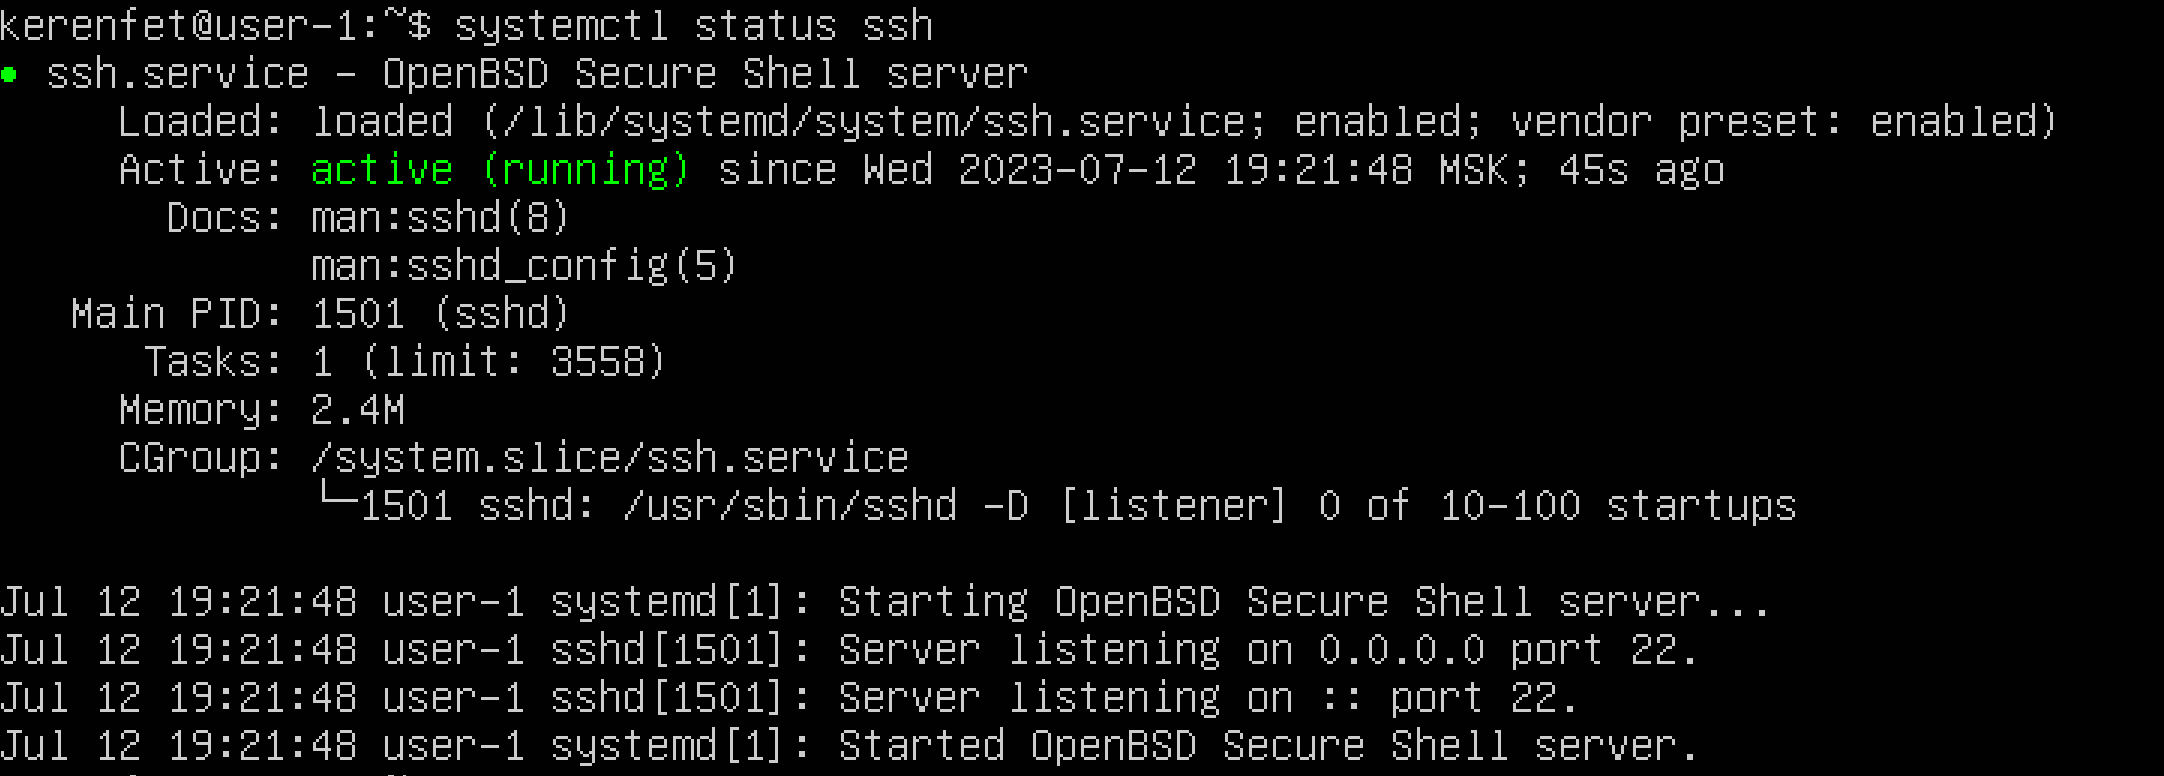 kerenfet@user-1:~$ systemctl status ssh
● ssh.service - OpenBSD Secure Shell server
Loaded: loaded (/lib/systemd/system/ssh.service; enabled; vendor preset: enabled)
Active: active (running) since Wed 2023-07-12 19:21:48 MSK; 45s ago
Docs: man:sshd(8)
man:sshd_config(5)
Main PID: 1501 (sshd)
Tasks: 1 (limit: 3558)
Memory: 2.4M
CGroup: /system.slice/ssh.service
└─1501 sshd: /usr/sbin/sshd -D [listener] 0 of 10-100 startups
Jul 12 19:21:48 user-1 systemd[1]: Starting OpenBSD Secure Shell server...
Jul 12 19:21:48 user-1 sshd[1501]: Server listening on 0.0.0.0 port 22.
Jul 12 19:21:48 user-1 sshd[1501]: Server listening on :: port 22.
Jul 12 19:21:48 user-1 systemd[1]: Started OpenBSD Secure Shell server.